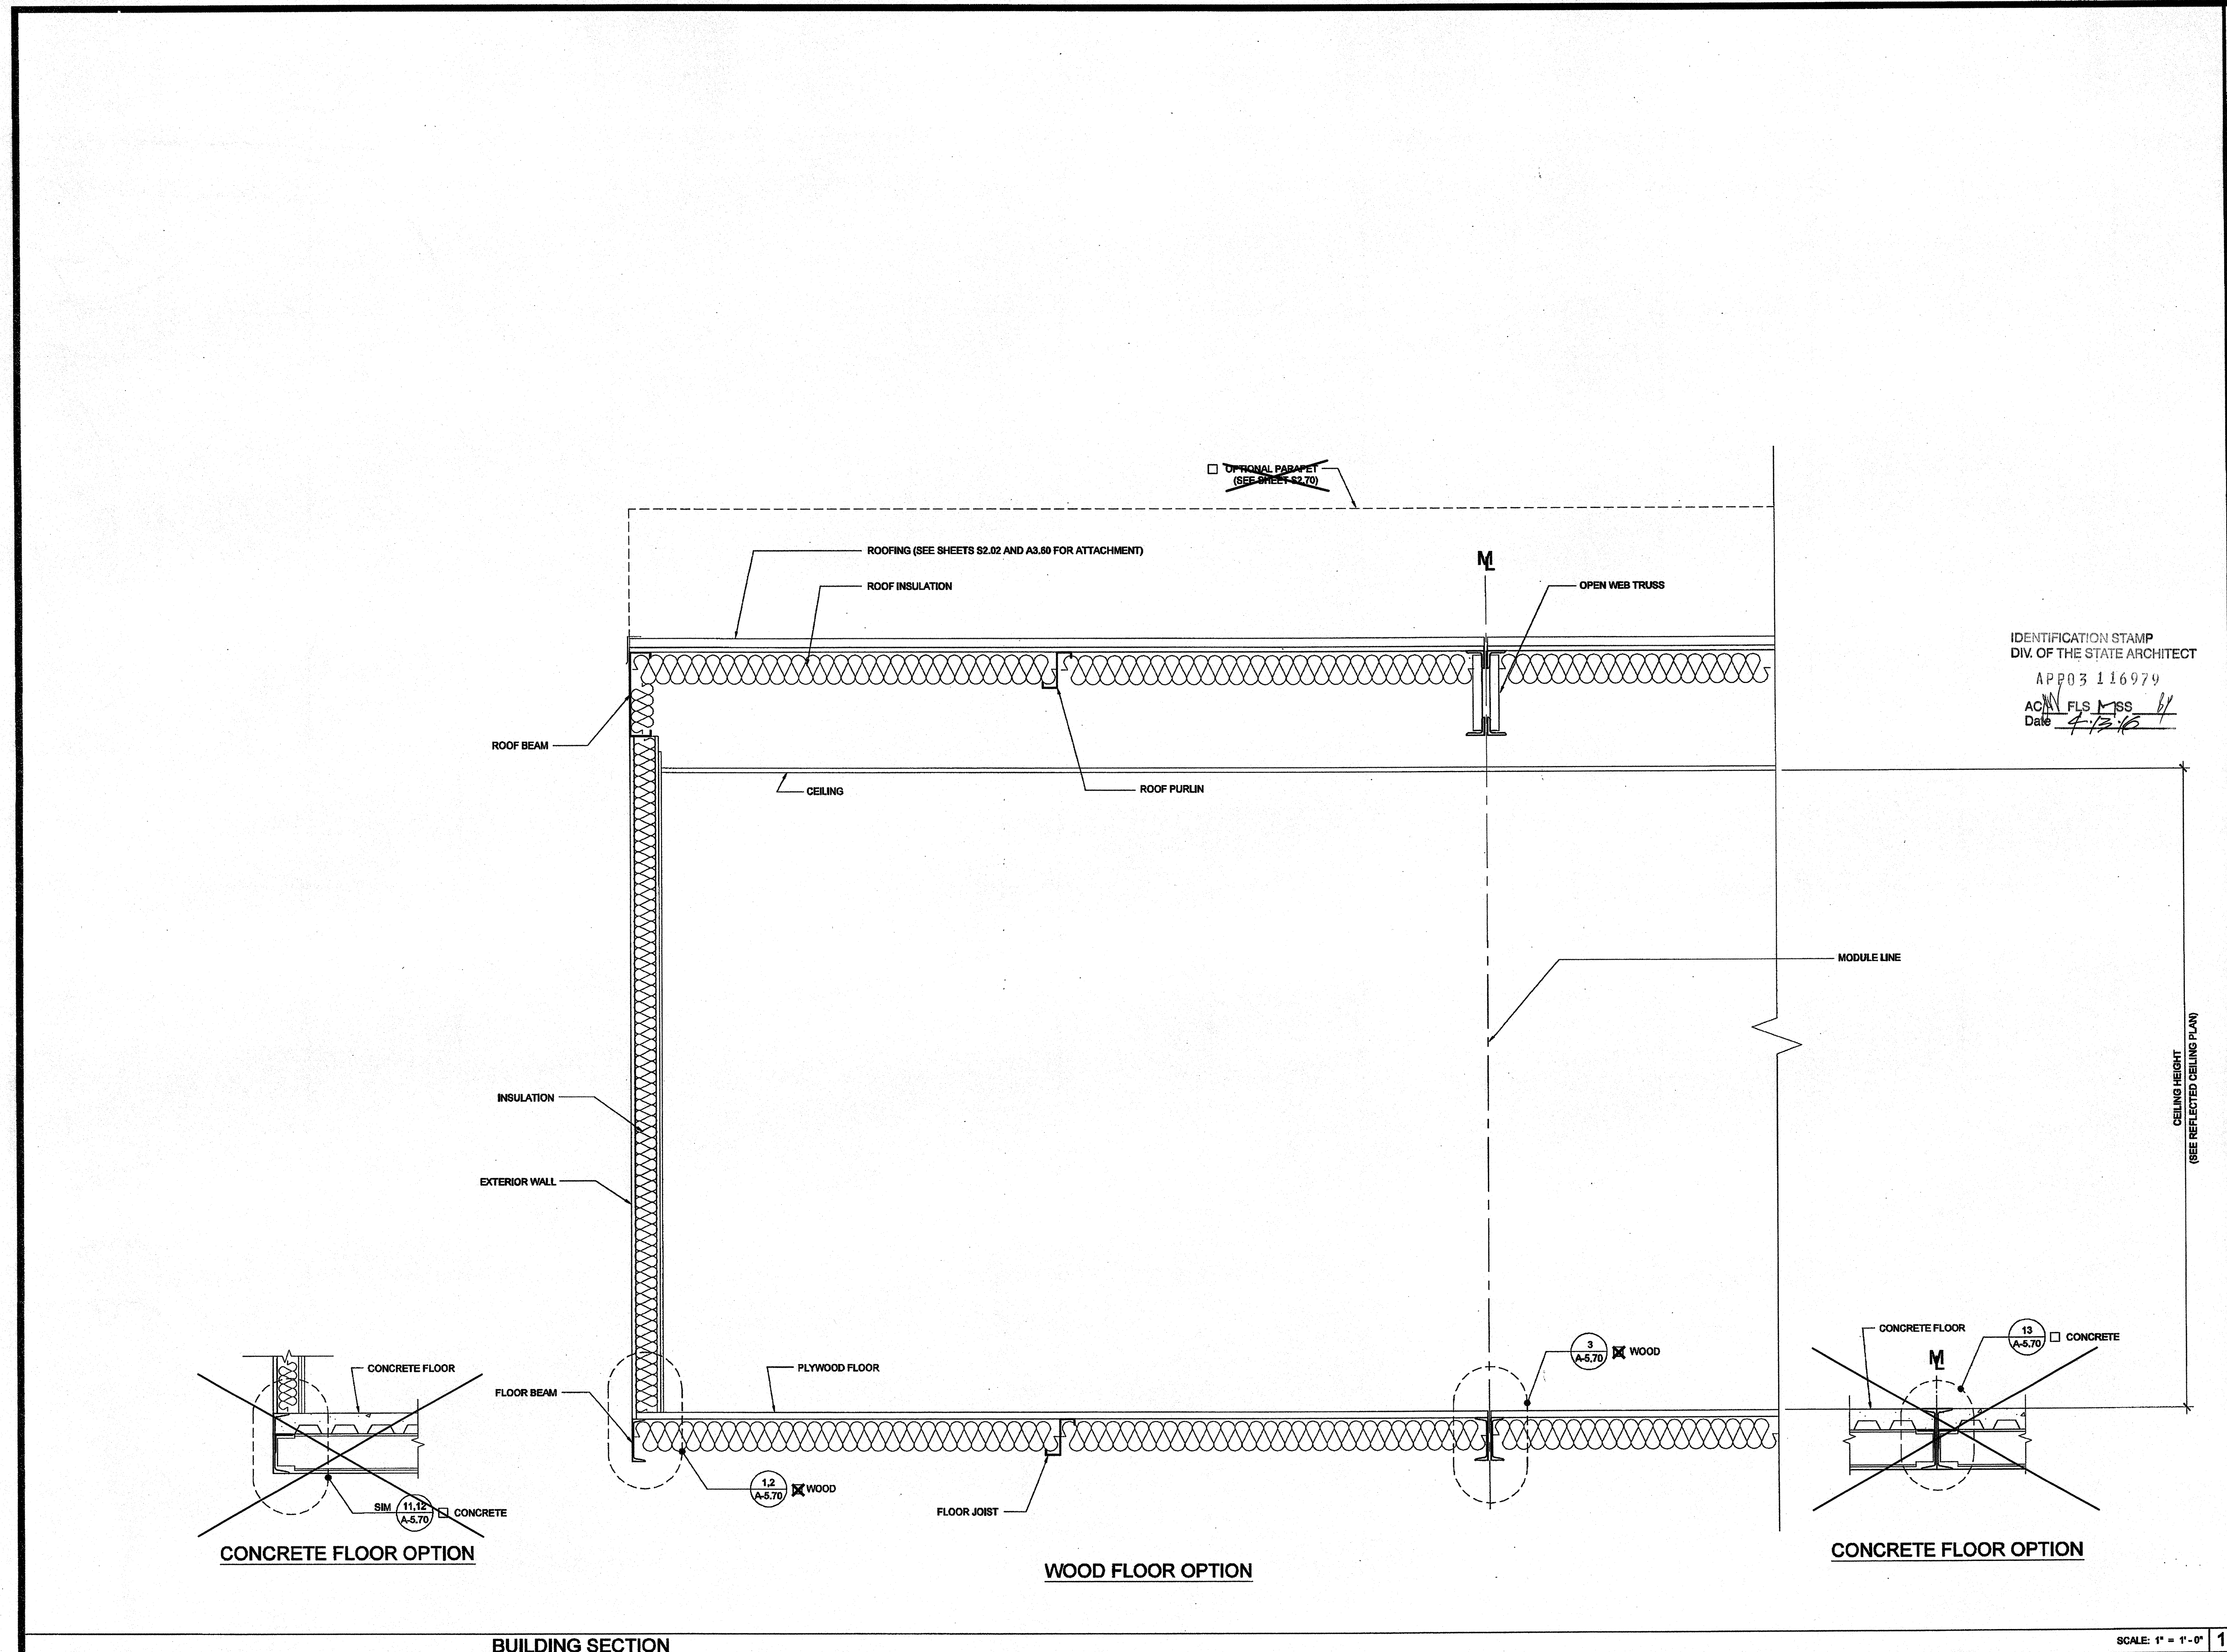 OPTIONAL PARAPET
(SEE SHEET S2.70)
ROOFING (SEE SHEETS S2.02 AND A3.60 FOR ATTACHMENT)
ROOF INSULATION
ML
OPEN WEB TRUSS
IDENTIFICATION STAMP
DIV. OF THE STATE ARCHITECT
APP03 116979
AC FLS SS
Date 4·13·16
ROOF BEAM
CEILING
ROOF PURLIN
MODULE LINE
CEILING HEIGHT
(SEE REFLECTED CEILING PLAN)
INSULATION
EXTERIOR WALL
CONCRETE FLOOR
FLOOR BEAM
PLYWOOD FLOOR
3
A-5.70
WOOD
CONCRETE FLOOR
13
A-5.70
CONCRETE
ML
SIM
11,12
A-5.70
CONCRETE
1,2
A-5.70
WOOD
FLOOR JOIST
CONCRETE FLOOR OPTION
WOOD FLOOR OPTION
CONCRETE FLOOR OPTION
BUILDING SECTION
SCALE: 1" = 1'-0"
1